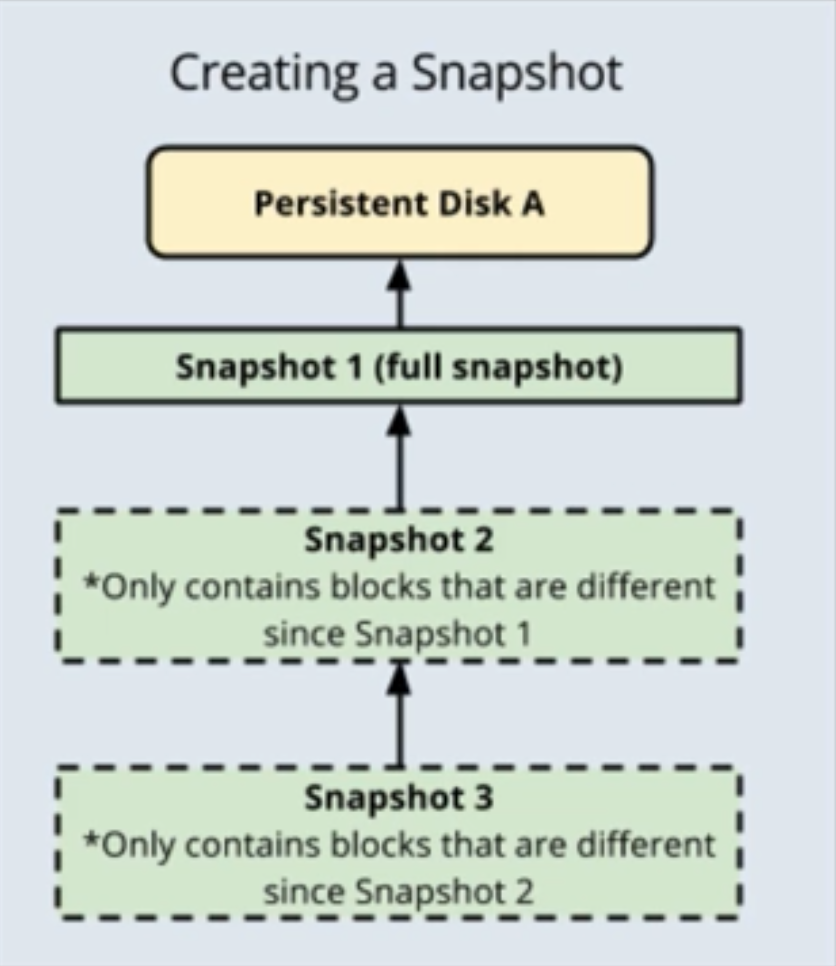 Creating a Snapshot
Persistent Disk A
Snapshot 1 (full snapshot)
Snapshot 2
*Only contains blocks that are different
since Snapshot 1
Snapshot 3
*Only contains blocks that are different
since Snapshot 2